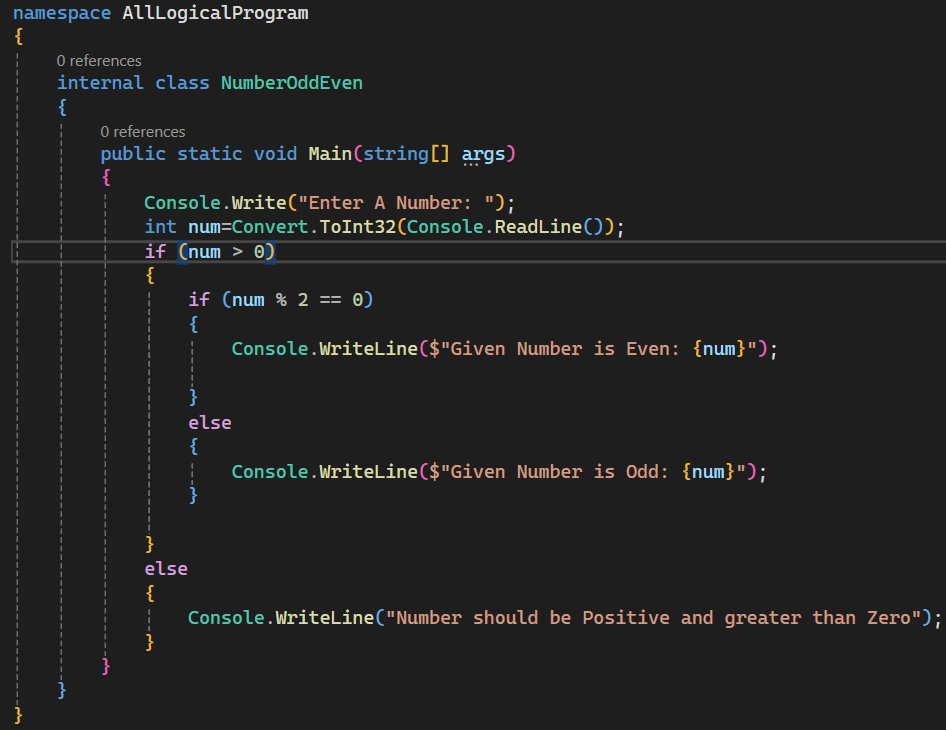 namespace AllLogicalProgram
{
0 references
internal class NumberOddEven
{
0 references
public static void Main(string[] args)
{
Console.Write("Enter A Number: ");
int num=Convert.ToInt32(Console.ReadLine());
if (num > 0)
{
if (num % 2 == 0)
{
Console.WriteLine($"Given Number is Even: {num}");
}
else
{
Console.WriteLine($"Given Number is Odd: {num}");
}
}
else
{
Console.WriteLine("Number should be Positive and greater than Zero");
}
}
}
}